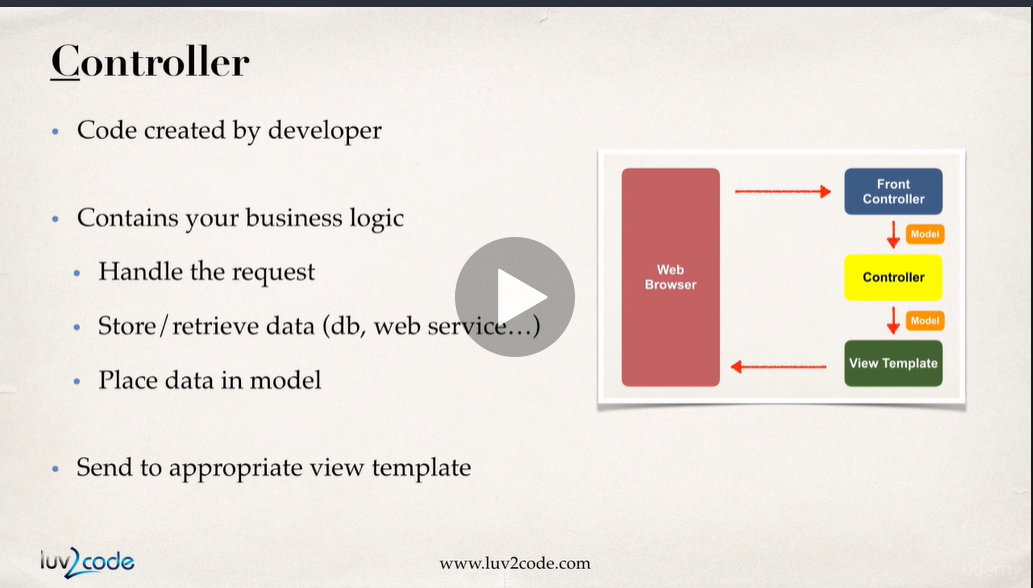 Controller
Code created by developer
Contains your business logic
Handle the request
Store/retrieve data (db, web service...)
Place data in model
Send to appropriate view template
Web
Browser
Front
Controller
Model
Controller
Model
View Template
luv2code
www.luv2code.com